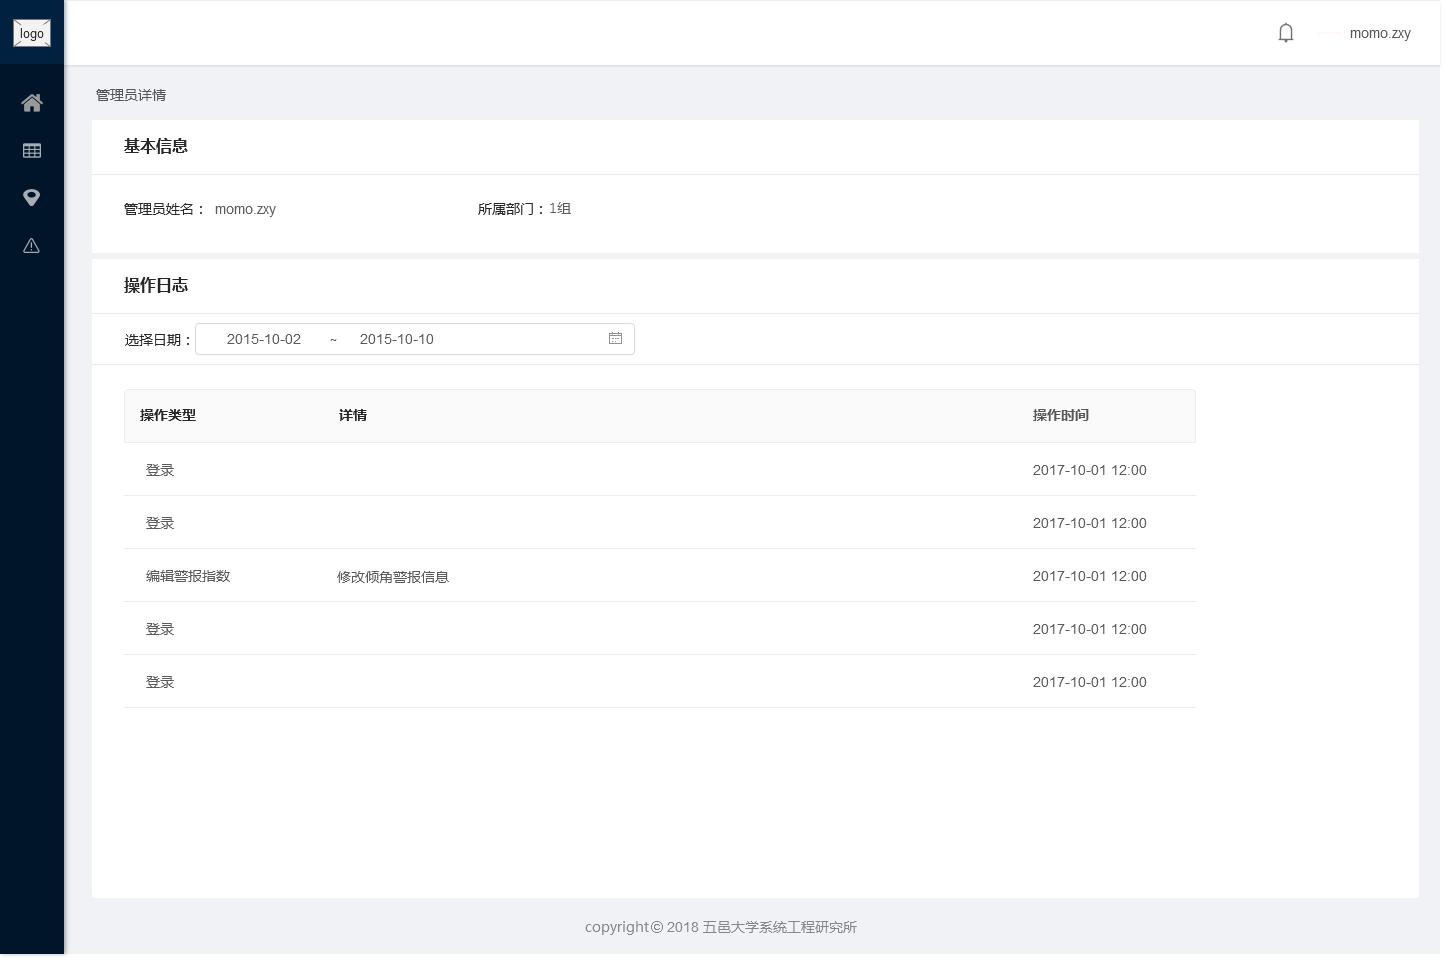 logo
momo.zxy
管理员详情
基本信息
管理员姓名： momo.zxy 所属部门：1组
操作日志
选择日期： 2015-10-02 ~ 2015-10-10
操作类型 详情 操作时间
登录 2017-10-01 12:00
登录 2017-10-01 12:00
编辑警报指数 修改倾角警报信息 2017-10-01 12:00
登录 2017-10-01 12:00
登录 2017-10-01 12:00
copyright© 2018 五邑大学系统工程研究所